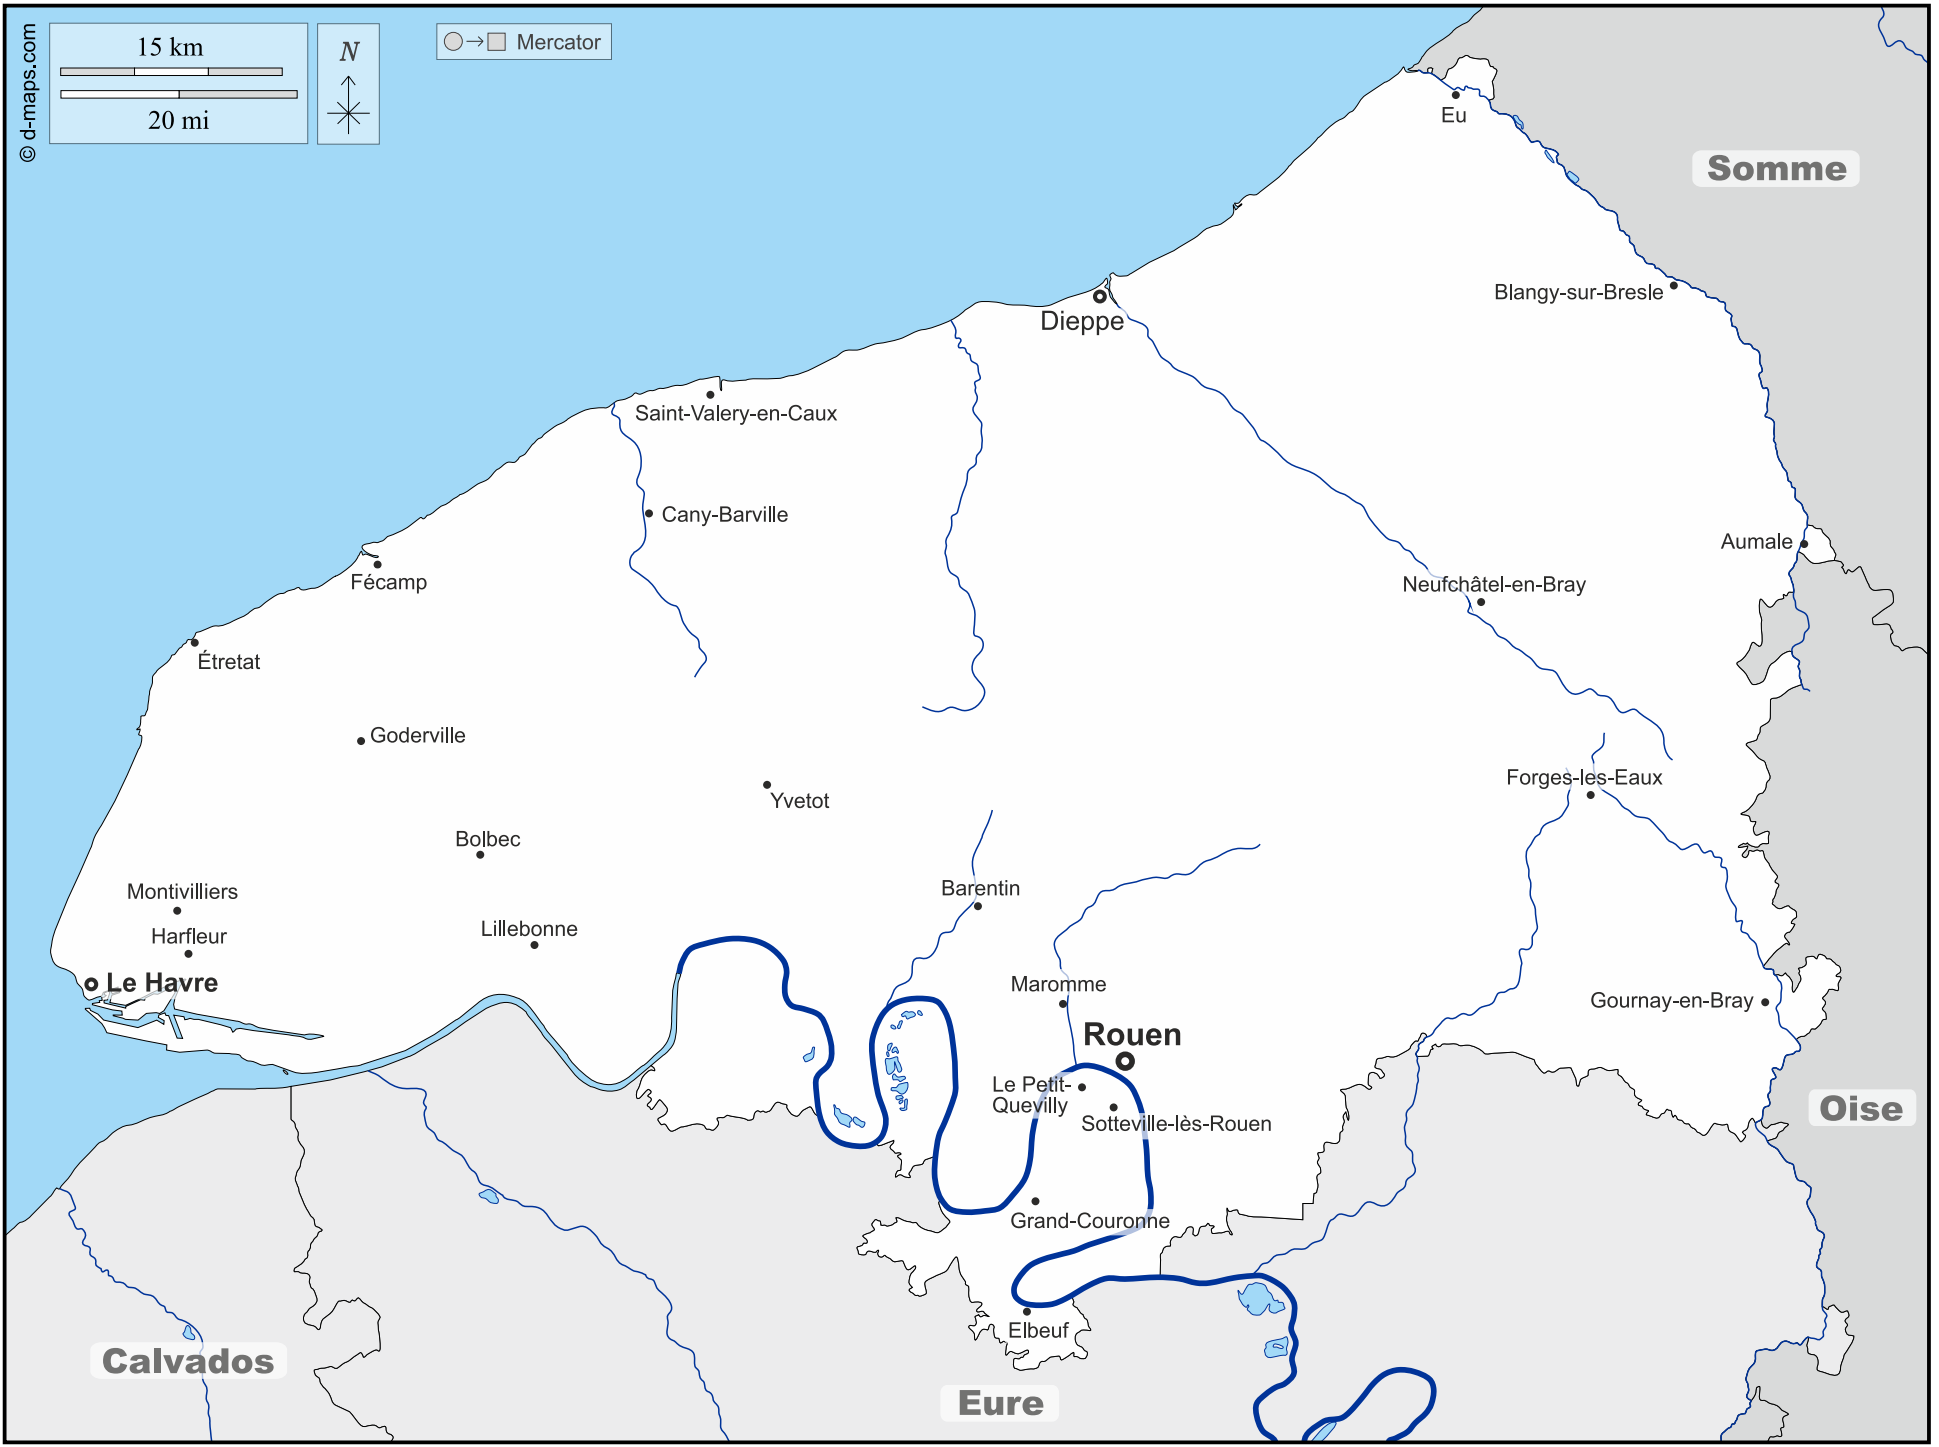 © d-maps.com
15 km
20 mi
N
Mercator
Eu
Somme
Blangy-sur-Bresle
Dieppe
Saint-Valery-en-Caux
Cany-Barville
Aumale
Fécamp
Neufchâtel-en-Bray
Étretat
Goderville
Forges-les-Eaux
Yvetot
Bolbec
Barentin
Montivilliers
Lillebonne
Harfleur
Le Havre
Maromme
Gournay-en-Bray
Rouen
Le Petit-
Quevilly
Oise
Sotteville-lès-Rouen
Grand-Couronne
Elbeuf
Calvados
Eure